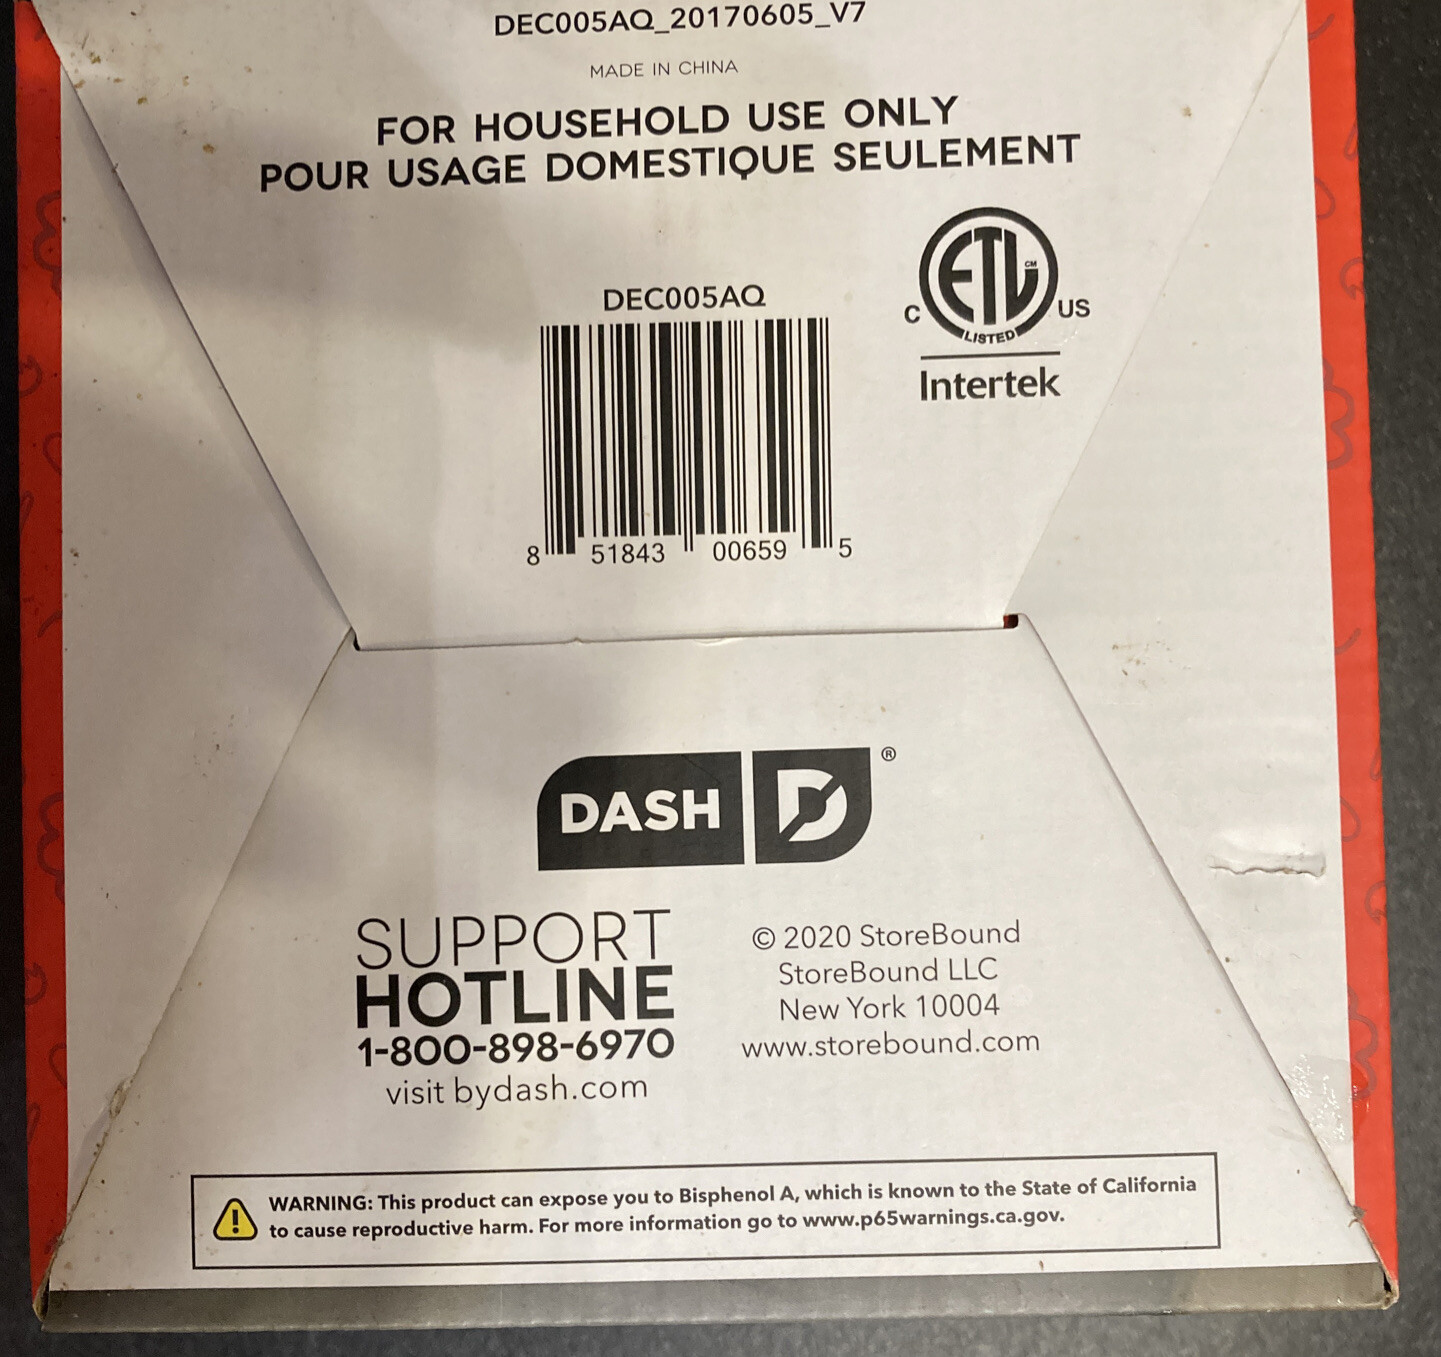 DEC005AQ_20170605_V7
MADE IN CHINA
FOR HOUSEHOLD USE ONLY
POUR USAGE DOMESTIQUE SEULEMENT
DEC005AQ
8 51843 00659 5
ETL CM
C US
LISTED
Intertek
DASH D ®
SUPPORT
HOTLINE
1-800-898-6970
visit bydash.com
© 2020 StoreBound
StoreBound LLC
New York 10004
www.storebound.com
WARNING: This product can expose you to Bisphenol A, which is known to the State of California
to cause reproductive harm. For more information go to www.p65warnings.ca.gov.